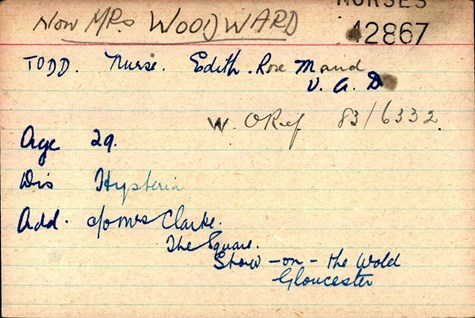 NURSES
Now MRS WOODWARD 42867
TODD. Nurse. Edith. Rose Maud
V. A. D
W. O Ref 83/6332
Age 29.
Dis Hysteria
Add. c/o Mrs Clarke.
The Square.
Stow-on-the Wold
Gloucester